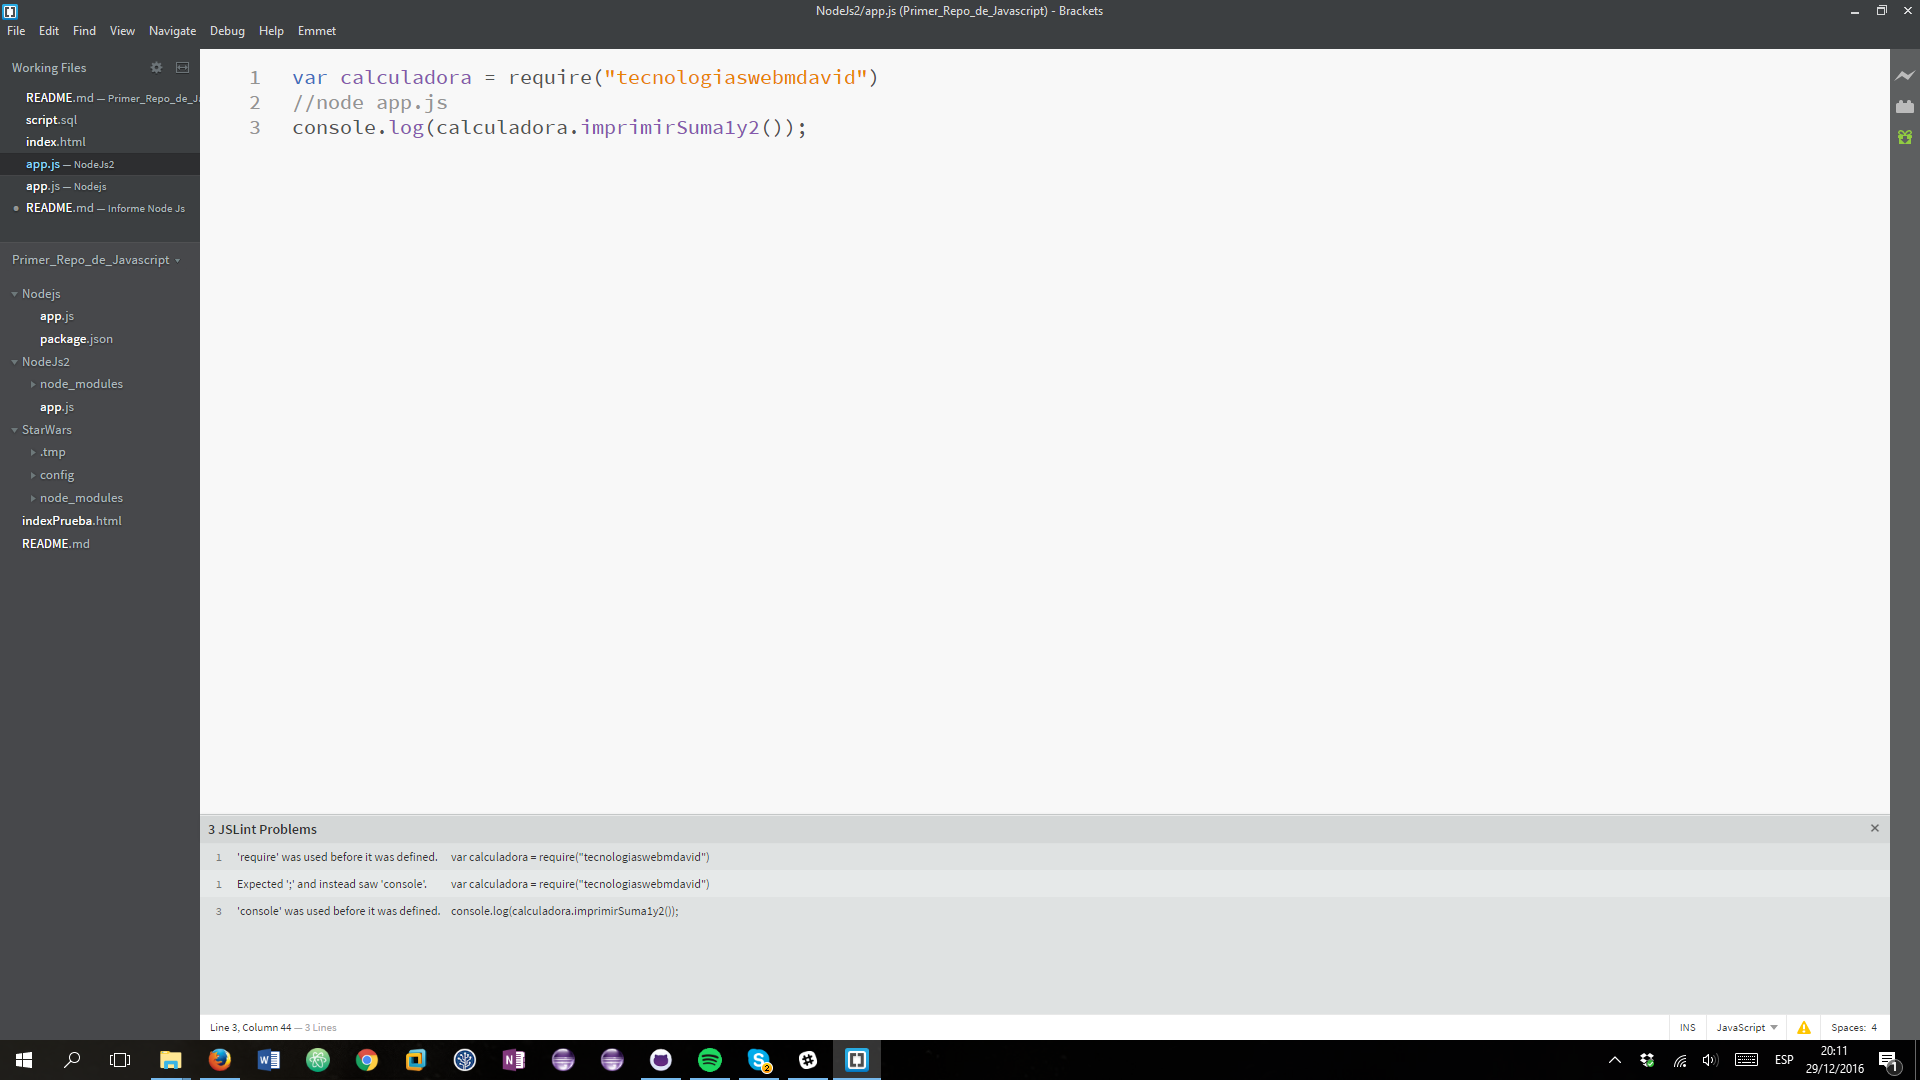 NodeJs2/app.js (Primer_Repo_de_Javascript) - Brackets
File Edit Find View Navigate Debug Help Emmet
Working Files
README.md — Primer_Repo_de_Ja
script.sql
index.html
app.js — NodeJs2
app.js — Nodejs
README.md — Informe Node Js
Primer_Repo_de_Javascript
Nodejs
app.js
package.json
NodeJs2
node_modules
app.js
StarWars
.tmp
config
node_modules
indexPrueba.html
README.md
1 var calculadora = require("tecnologiaswebmdavid")
2 //node app.js
3 console.log(calculadora.imprimirSuma1y2());
3 JSLint Problems
1 'require' was used before it was defined. var calculadora = require("tecnologiaswebmdavid")
1 Expected ';' and instead saw 'console'. var calculadora = require("tecnologiaswebmdavid")
3 'console' was used before it was defined. console.log(calculadora.imprimirSuma1y2());
Line 3, Column 44 — 3 Lines
INS JavaScript Spaces: 4
2
ESP
20:11
29/12/2016
1